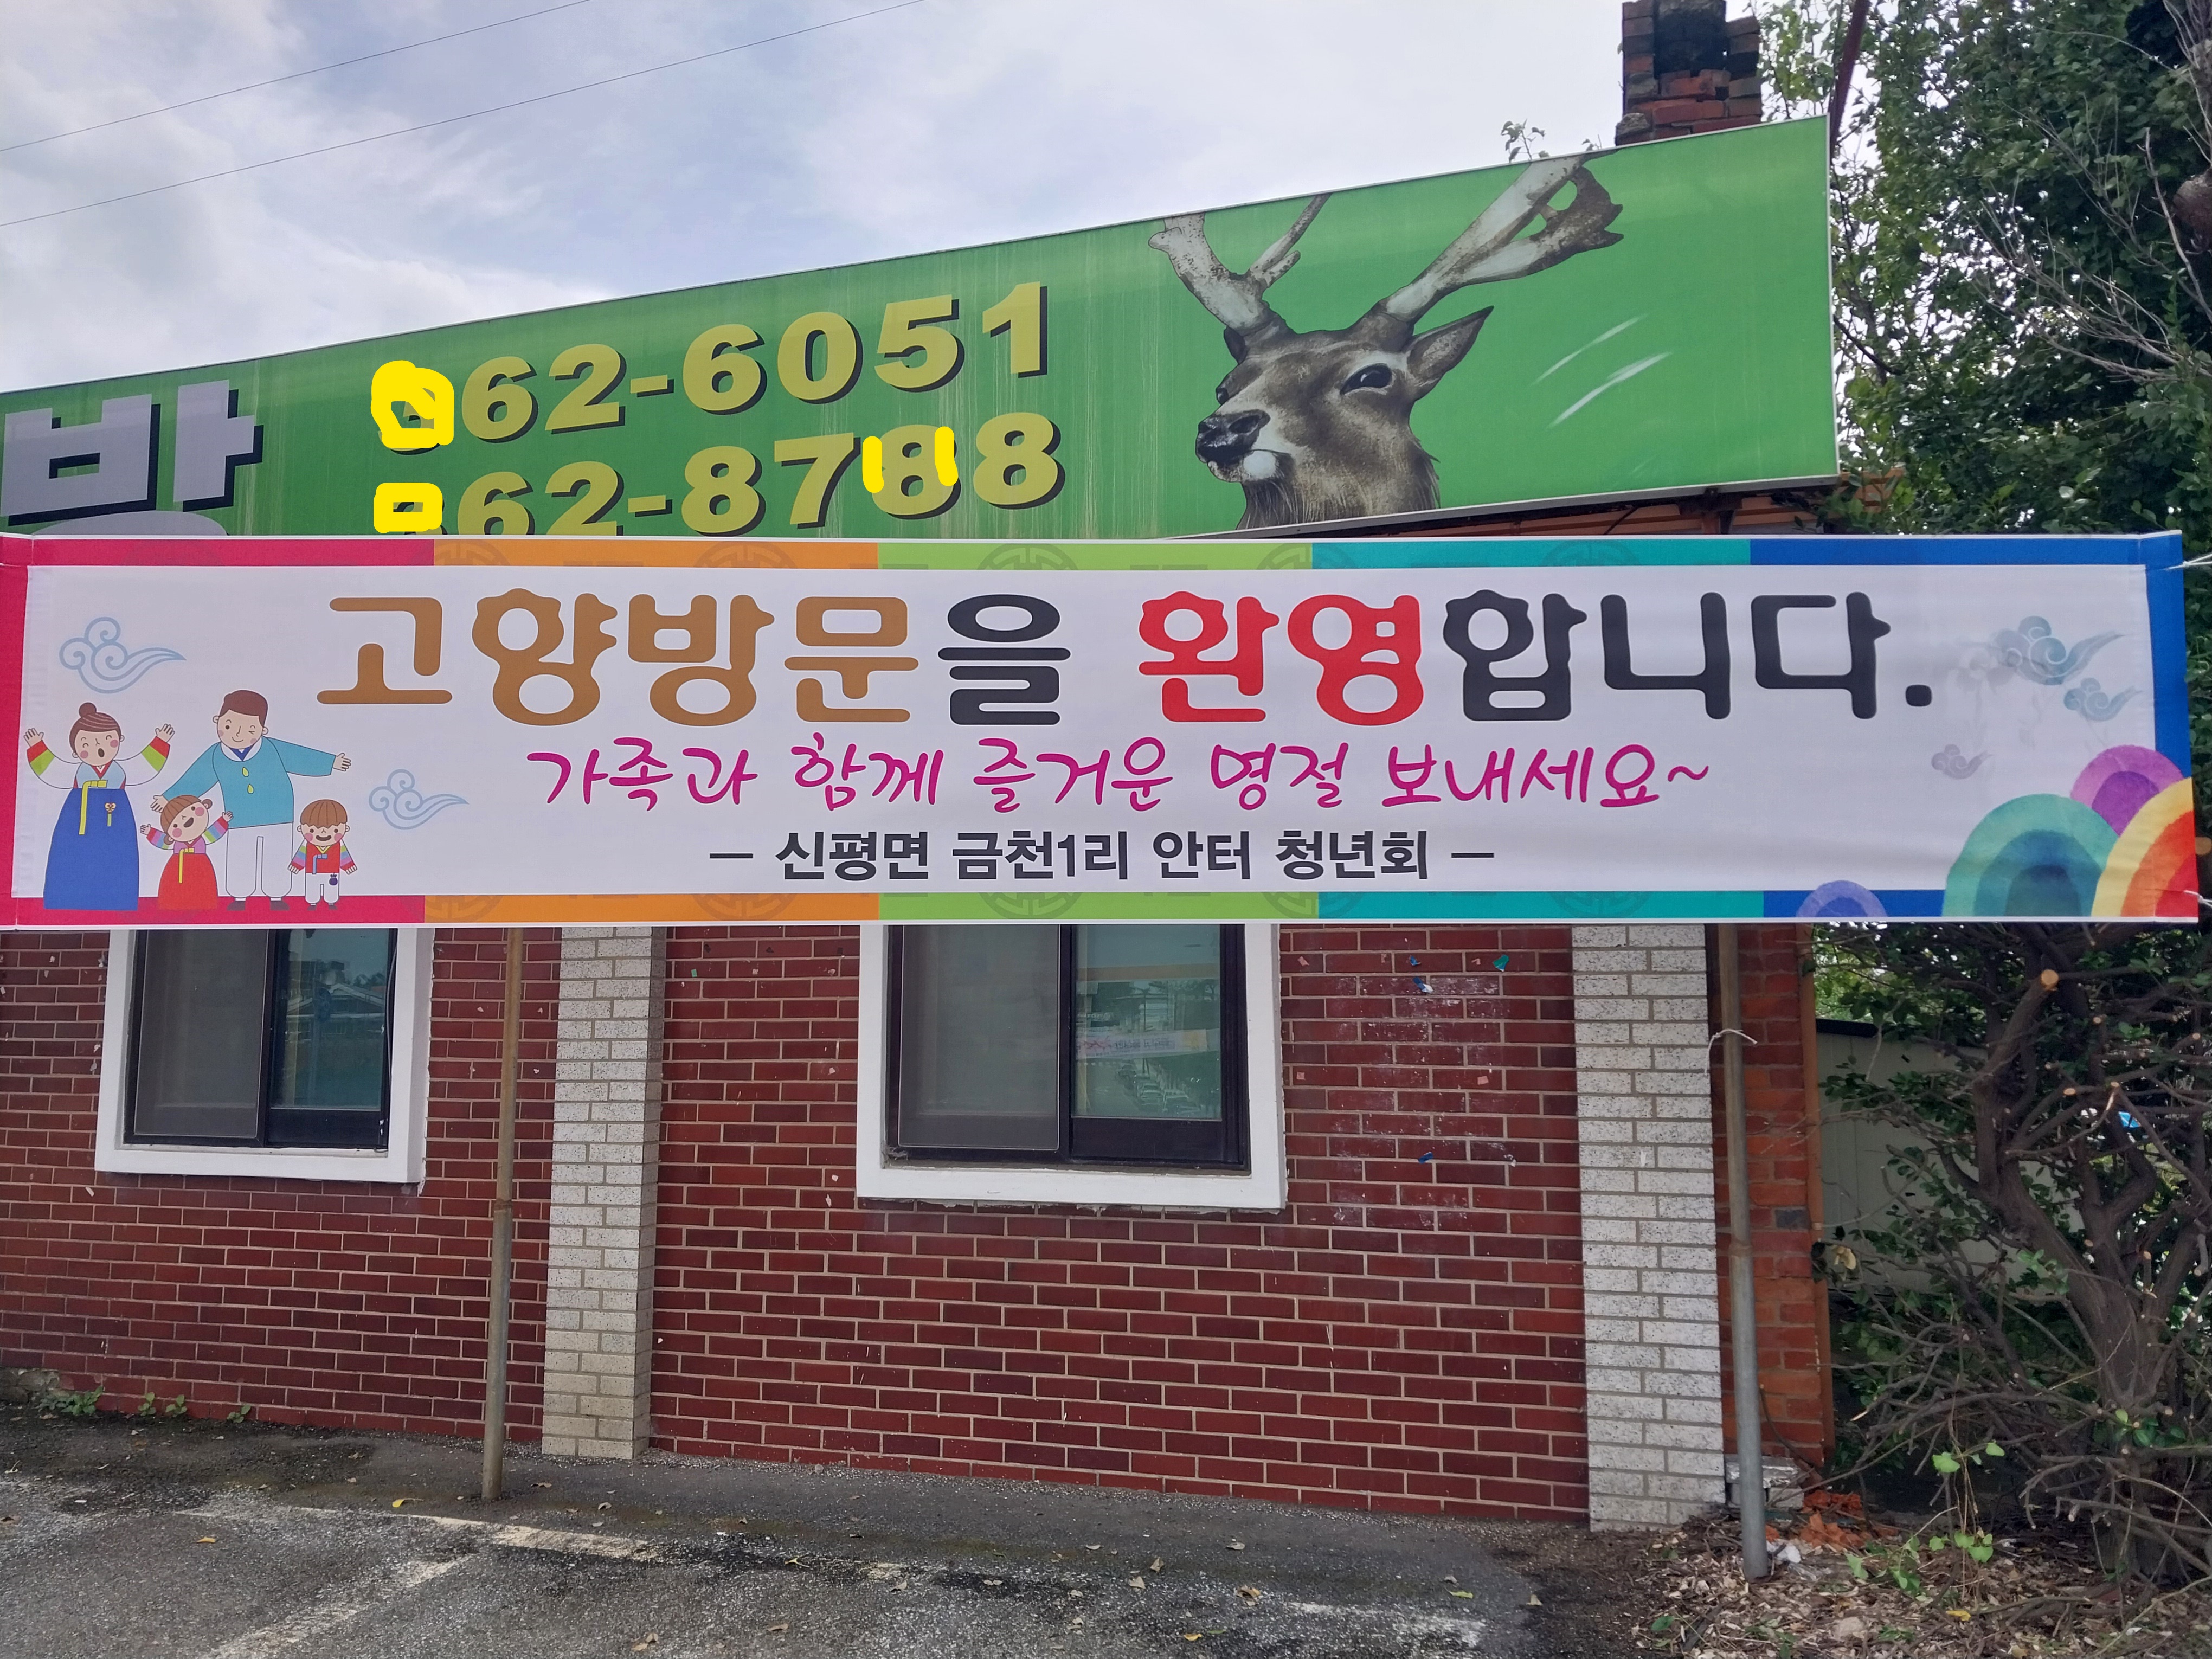 62-6051
62-8788
고향방문을 환영합니다.
가족과 함께 즐거운 명절 보내세요~
— 신평면 금천1리 안터 청년회 —